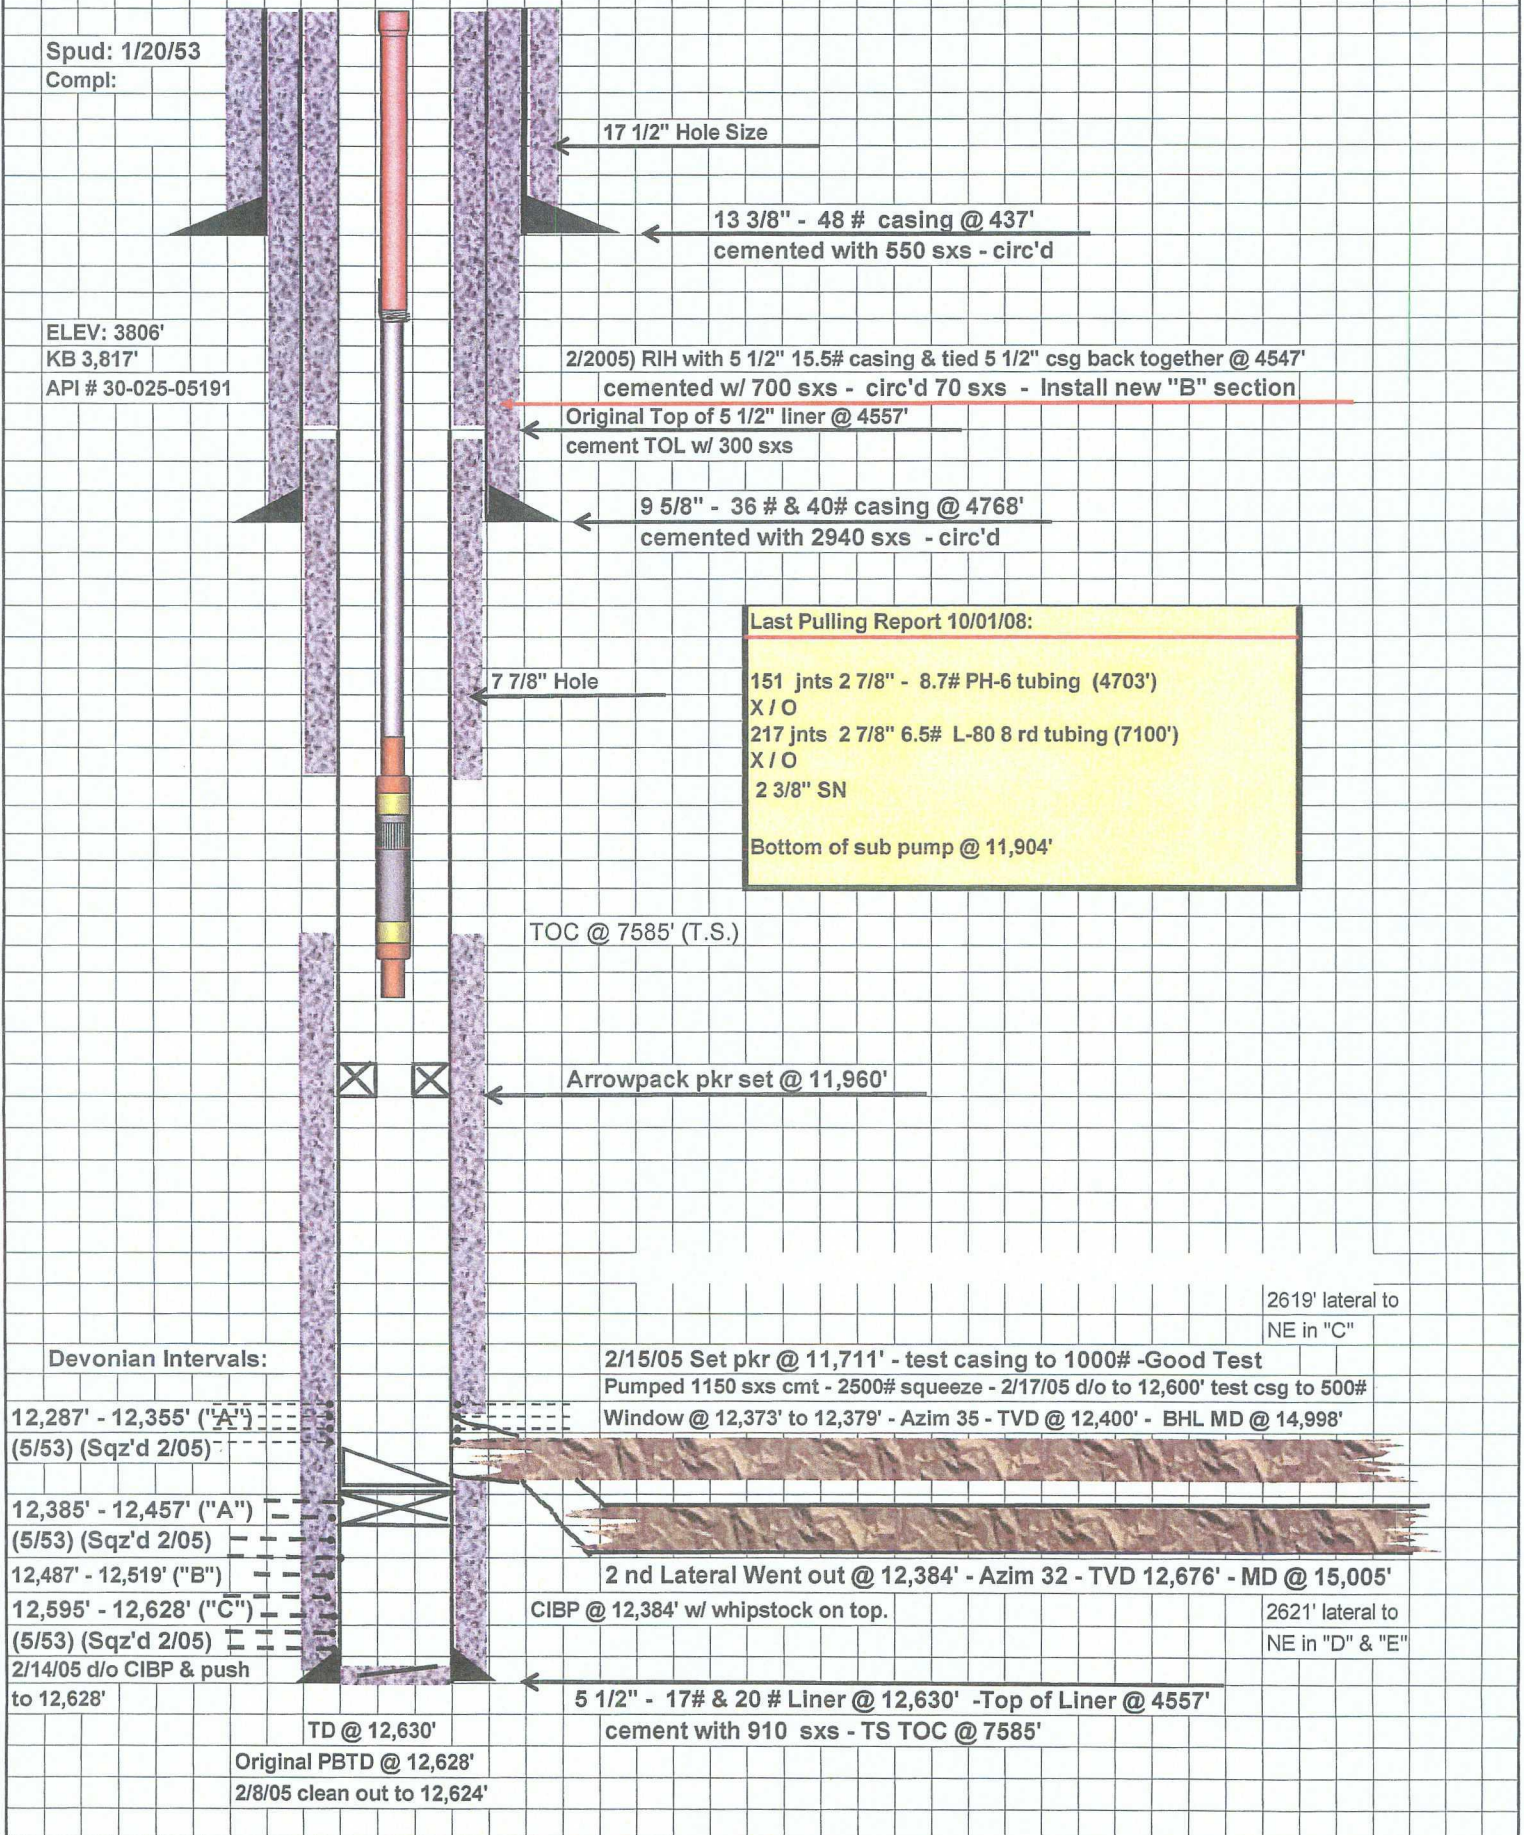 Spud: 1/20/53
Compl:
17 1/2" Hole Size
13 3/8" - 48 # casing @ 437'
cemented with 550 sxs - circ'd
ELEV: 3806'
KB 3,817'
API # 30-025-05191
2/2005) RIH with 5 1/2" 15.5# casing & tied 5 1/2" csg back together @ 4547'
cemented w/ 700 sxs - circ'd 70 sxs - Install new "B" section
Original Top of 5 1/2" liner @ 4557'
cement TOL w/ 300 sxs
9 5/8" - 36 # & 40# casing @ 4768'
cemented with 2940 sxs - circ'd
Last Pulling Report 10/01/08:
151 jnts 2 7/8" - 8.7# PH-6 tubing (4703')
X / O
217 jnts 2 7/8" 6.5# L-80 8 rd tubing (7100')
X / O
2 3/8" SN
Bottom of sub pump @ 11,904'
7 7/8" Hole
TOC @ 7585' (T.S.)
Arrowpack pkr set @ 11,960'
2619' lateral to
NE in "C"
Devonian Intervals:
2/15/05 Set pkr @ 11,711' - test casing to 1000# -Good Test
Pumped 1150 sxs cmt - 2500# squeeze - 2/17/05 d/o to 12,600' test csg to 500#
12,287' - 12,355' ("A")
Window @ 12,373' to 12,379' - Azim 35 - TVD @ 12,400' - BHL MD @ 14,998'
(5/53) (Sqz'd 2/05)
12,385' - 12,457' ("A")
(5/53) (Sqz'd 2/05)
12,487' - 12,519' ("B")
2 nd Lateral Went out @ 12,384' - Azim 32 - TVD 12,676' - MD @ 15,005'
12,595' - 12,628' ("C")
CIBP @ 12,384' w/ whipstock on top.
2621' lateral to
NE in "D" & "E"
(5/53) (Sqz'd 2/05)
2/14/05 d/o CIBP & push
to 12,628'
5 1/2" - 17# & 20 # Liner @ 12,630' -Top of Liner @ 4557'
cement with 910 sxs - TS TOC @ 7585'
TD @ 12,630'
Original PBTD @ 12,628'
2/8/05 clean out to 12,624'